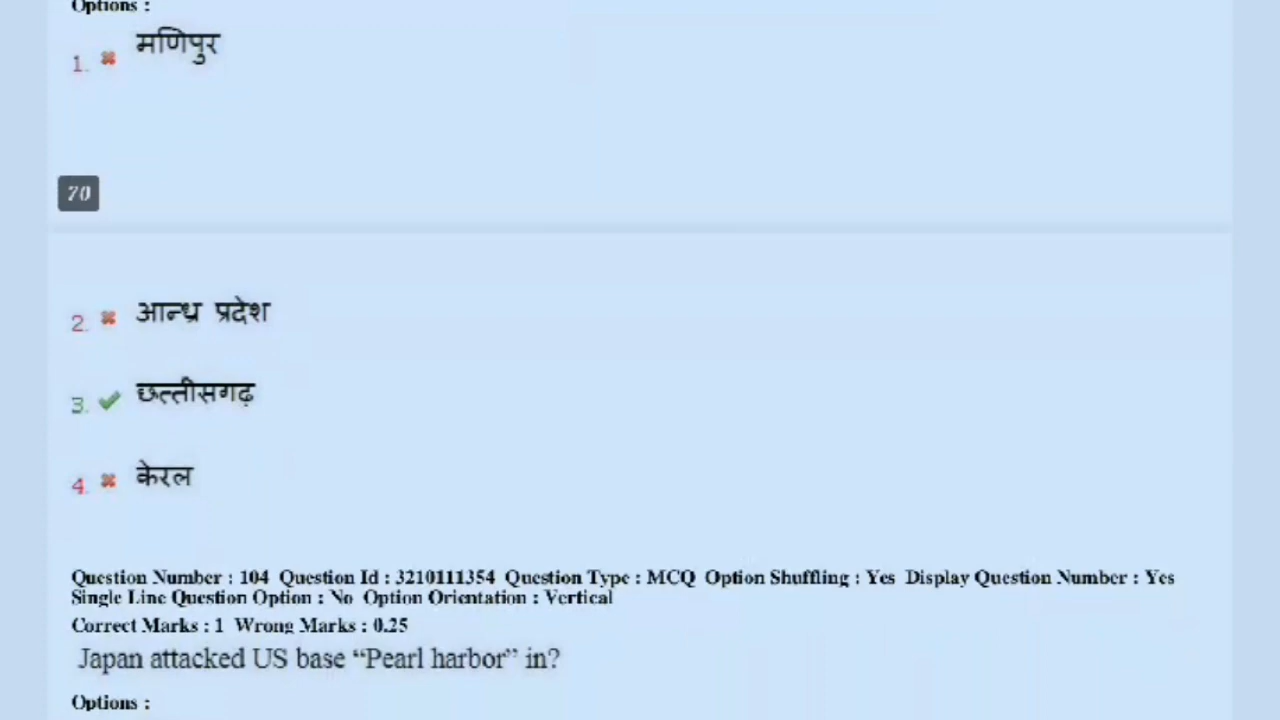 Options :
1. मणिपुर
70
2. आन्ध्र प्रदेश
3. छत्तीसगढ़
4. केरल
Question Number : 104 Question Id : 3210111354 Question Type : MCQ Option Shuffling : Yes Display Question Number : Yes
Single Line Question Option : No Option Orientation : Vertical
Correct Marks : 1 Wrong Marks : 0.25
Japan attacked US base “Pearl harbor” in?
Options :